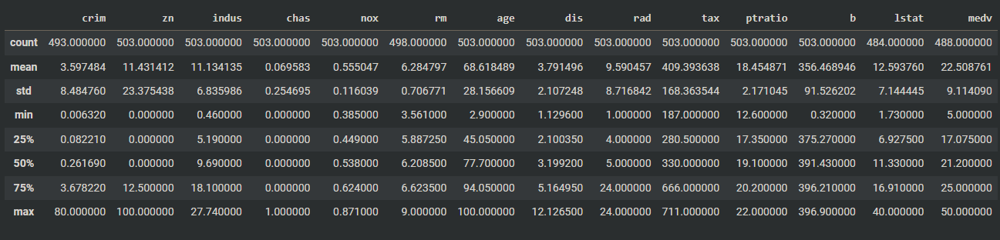 crim zn indus chas nox rm age dis rad tax ptratio b lstat medv
count 493.000000 503.000000 503.000000 503.000000 503.000000 498.000000 503.000000 503.000000 503.000000 503.000000 503.000000 503.000000 484.000000 488.000000
mean 3.597484 11.431412 11.134135 0.069583 0.555047 6.284797 68.618489 3.791496 9.590457 409.393638 18.454871 356.468946 12.593760 22.508761
std 8.484760 23.375438 6.835986 0.254695 0.116039 0.706771 28.156609 2.107248 8.716842 168.363544 2.171045 91.526202 7.144445 9.114090
min 0.006320 0.000000 0.460000 0.000000 0.385000 3.561000 2.900000 1.129600 1.000000 187.000000 12.600000 0.320000 1.730000 5.000000
25% 0.082210 0.000000 5.190000 0.000000 0.449000 5.887250 45.050000 2.100350 4.000000 280.500000 17.350000 375.270000 6.927500 17.075000
50% 0.261690 0.000000 9.690000 0.000000 0.538000 6.208500 77.700000 3.199200 5.000000 330.000000 19.100000 391.430000 11.330000 21.200000
75% 3.678220 12.500000 18.100000 0.000000 0.624000 6.623500 94.050000 5.164950 24.000000 666.000000 20.200000 396.210000 16.910000 25.000000
max 80.000000 100.000000 27.740000 1.000000 0.871000 9.000000 100.000000 12.126500 24.000000 711.000000 22.000000 396.900000 40.000000 50.000000